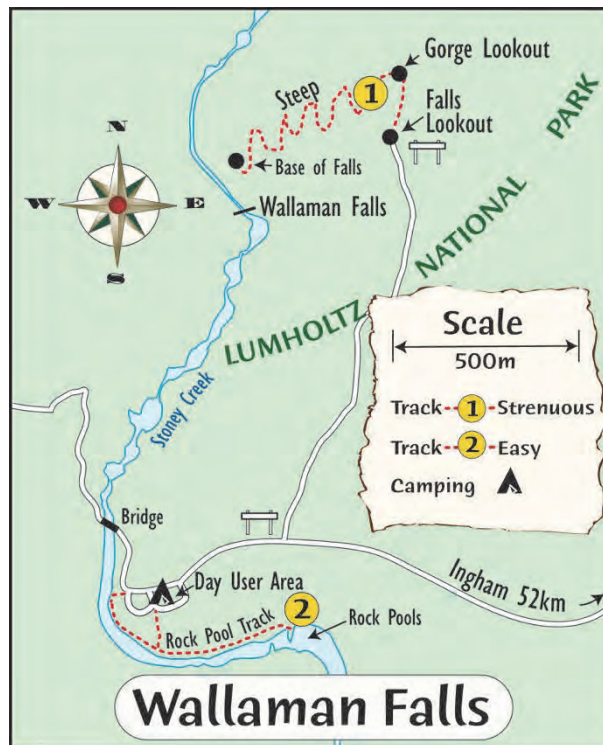 Gorge Lookout
Steep
1
Falls
Lookout
PARK
N
W
E
S
Base of Falls
Wallaman Falls
NATIONAL
LUMHOLTZ
Scale
500m
Track 1 Strenuous
Track 2 Easy
Camping
Stoney Creek
Bridge
Day User Area
Ingham 52km
2
Rock Pool Track
Rock Pools
Wallaman Falls